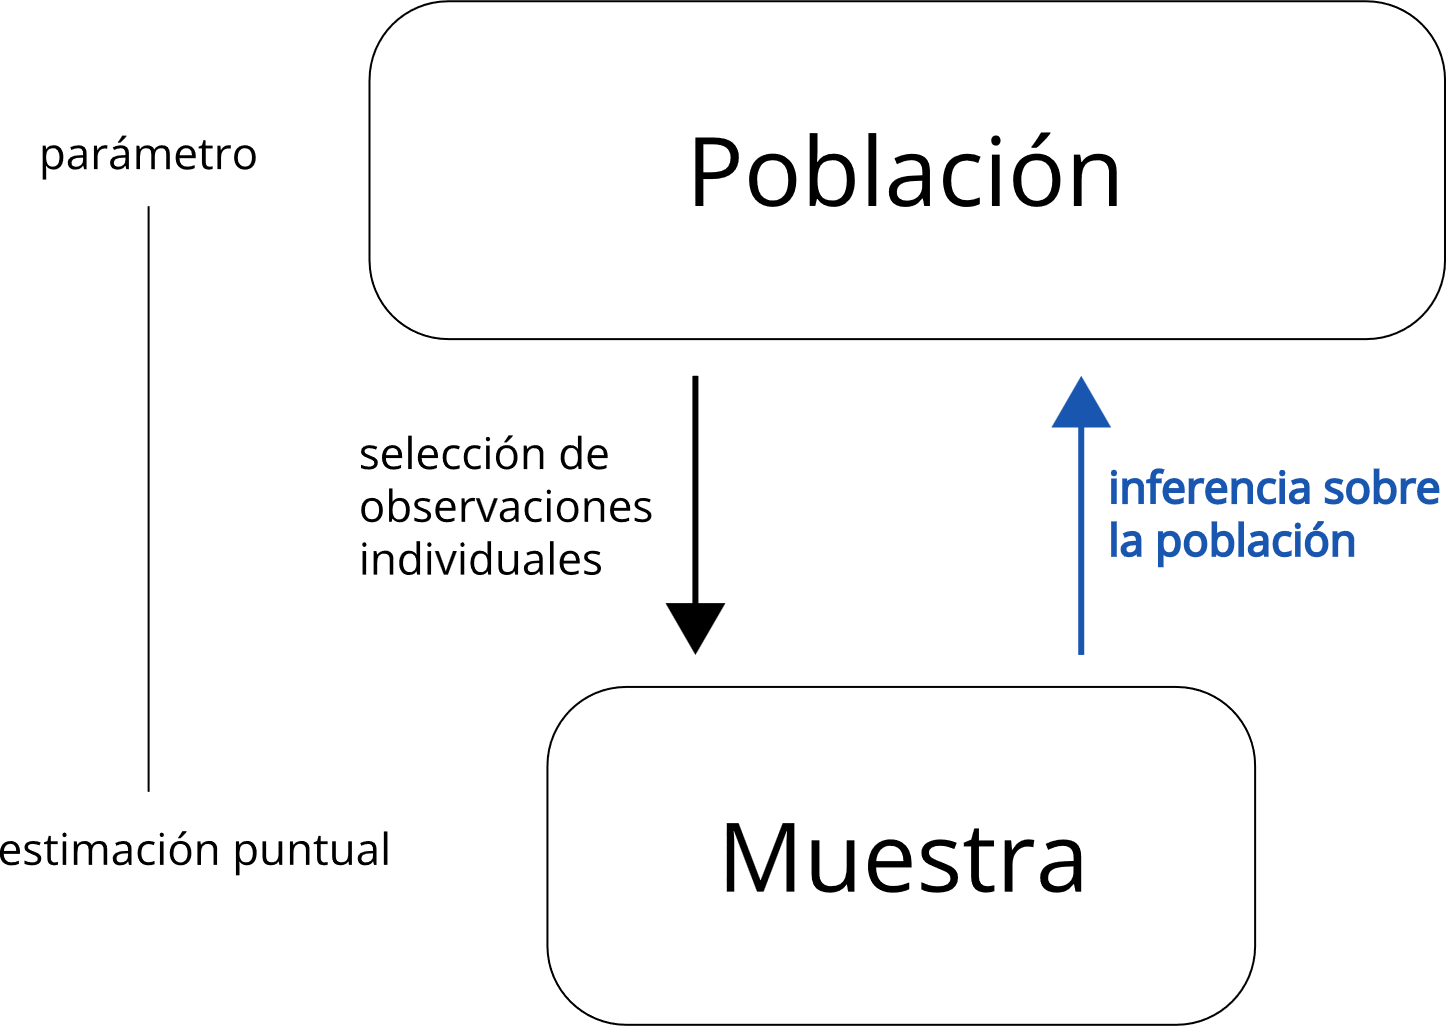 parámetro
Población
selección de
observaciones
individuales
inferencia sobre
la población
estimación puntual
Muestra